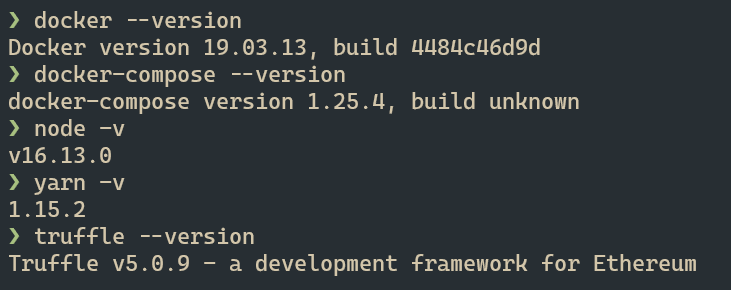 ❯ docker --version
Docker version 19.03.13, build 4484c46d9d
❯ docker-compose --version
docker-compose version 1.25.4, build unknown
❯ node -v
v16.13.0
❯ yarn -v
1.15.2
❯ truffle --version
Truffle v5.0.9 - a development framework for Ethereum